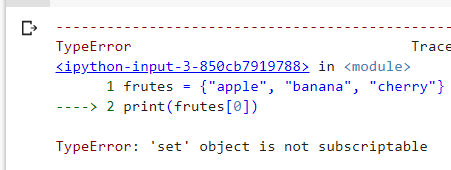 ---------------------------------------------------
TypeError Trace
<ipython-input-3-850cb7919788> in <module>
1 frutes = {"apple", "banana", "cherry"}
----> 2 print(frutes[0])
TypeError: 'set' object is not subscriptable